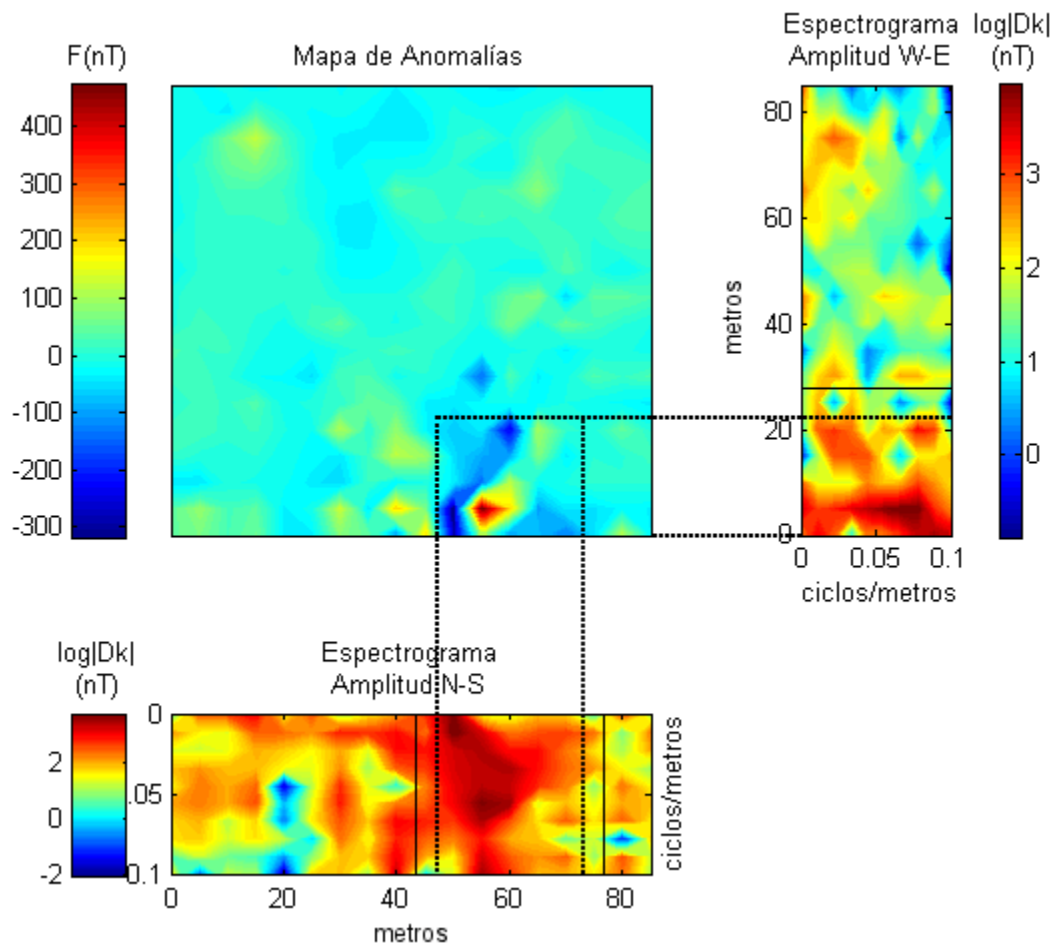 Espectrograma
Amplitud W-E
log|Dk|
(nT)
F(nT)
Mapa de Anomalías
400
300
200
100
0
-100
-200
-300
80
60
40
20
0
metros
0
0.05
0.1
ciclos/metros
3
2
1
0
log|Dk|
(nT)
Espectrograma
Amplitud N-S
2
0
-2
0
.05
0.1
ciclos/metros
0
20
40
60
80
metros